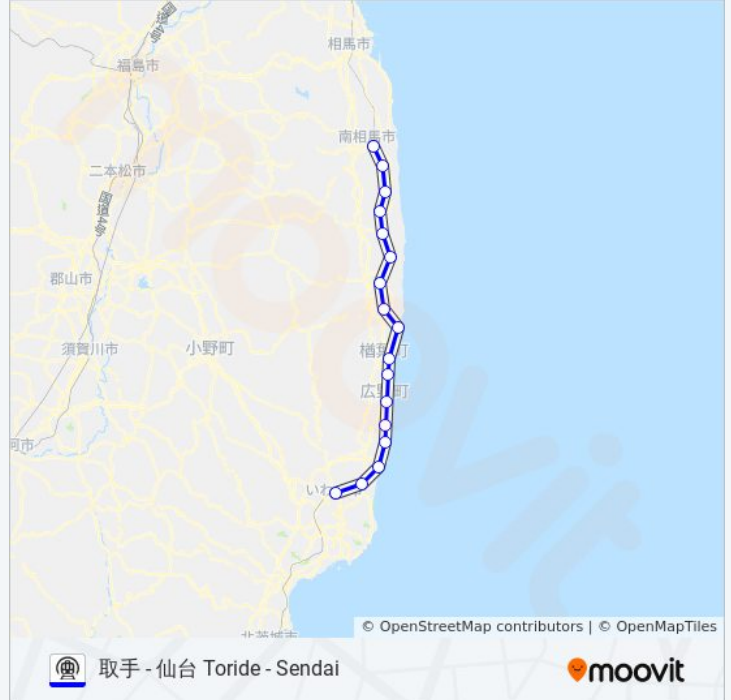 国道4号
相馬市
福島市
南相馬市
二本松市
国道4号
郡山市
須賀川市
小野町
楢葉町
広野町
河市
いわ
北茨城市
© OpenStreetMap contributors | © OpenMapTiles
取手 - 仙台 Toride - Sendai
moovit
moovit